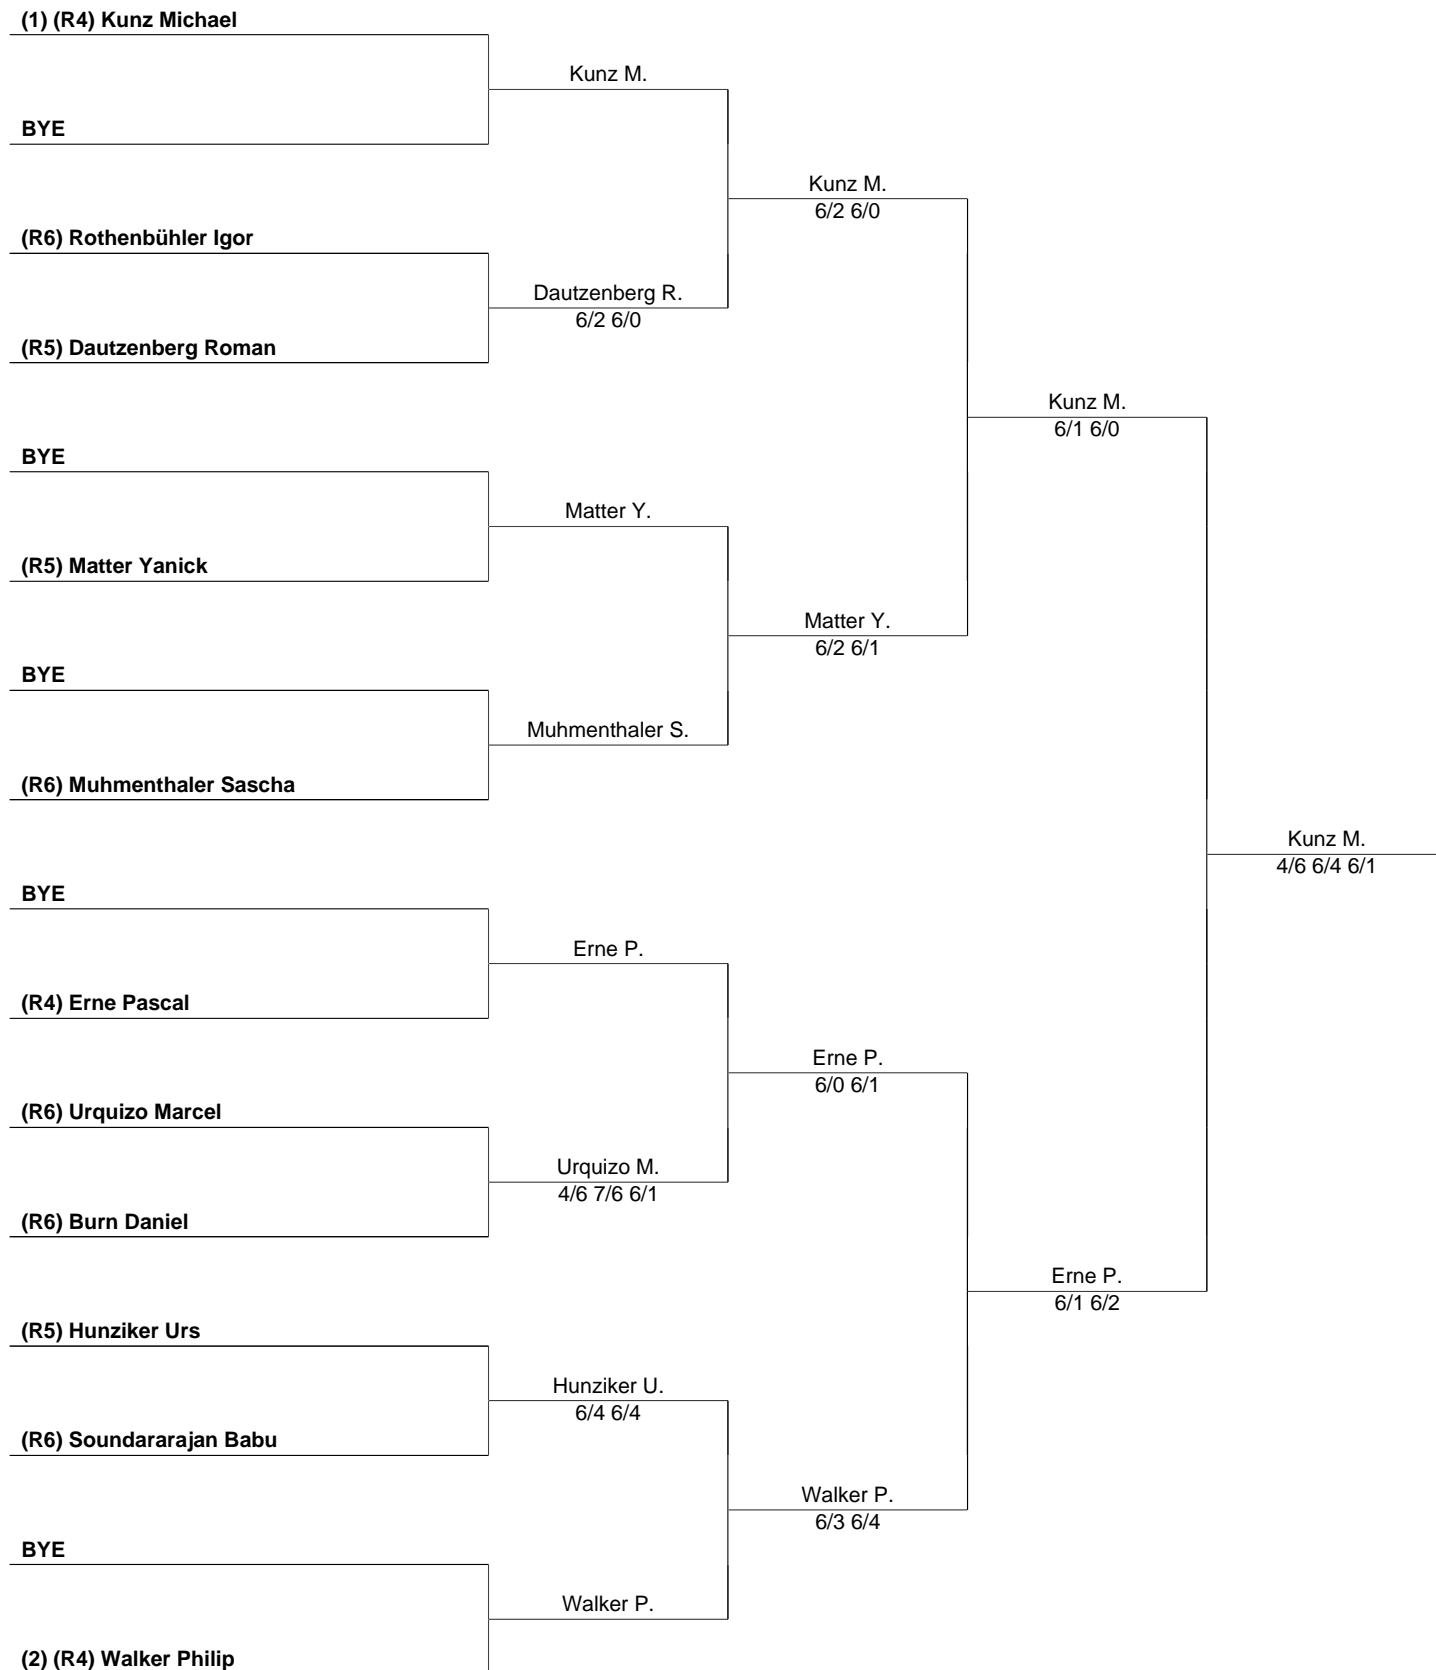 (1) (R4) Kunz Michael
Kunz M.
BYE
Kunz M.
6/2 6/0
(R6) Rothenbühler Igor
Dautzenberg R.
6/2 6/0
(R5) Dautzenberg Roman
Kunz M.
6/1 6/0
BYE
Matter Y.
(R5) Matter Yanick
Matter Y.
6/2 6/1
BYE
Muhmenthaler S.
(R6) Muhmenthaler Sascha
Kunz M.
4/6 6/4 6/1
BYE
Erne P.
(R4) Erne Pascal
Erne P.
6/0 6/1
(R6) Urquizo Marcel
Urquizo M.
4/6 7/6 6/1
(R6) Burn Daniel
Erne P.
6/1 6/2
(R5) Hunziker Urs
Hunziker U.
6/4 6/4
(R6) Soundararajan Babu
Walker P.
6/3 6/4
BYE
Walker P.
(2) (R4) Walker Philip